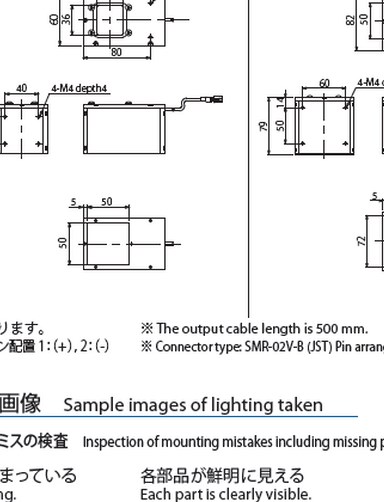 60
36
80
82
50
40
4-M4 depth4
60
4-M4
14
79
50
5
50
50
5
72
ります。
※ The output cable length is 500 mm.
ン配置 1：(+) , 2：(-)
※ Connector type: SMR-02V-B (JST) Pin
画像 Sample images of lighting taken
ミスの検査 Inspection of mounting mistakes including missing
まっている
各部品が鮮明に見える
Each part is clearly visible.